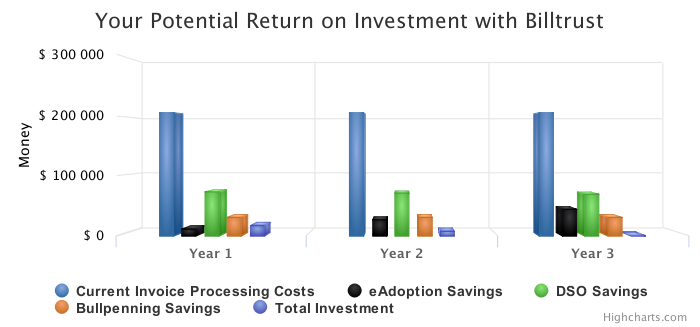 Your Potential Return on Investment with Billtrust
$ 300 000
$ 200 000
$ 100 000
$ 0
Money
Year 1
Year 2
Year 3
Current Invoice Processing Costs
eAdoption Savings
DSO Savings
Bullpenning Savings
Total Investment
Highcharts.com